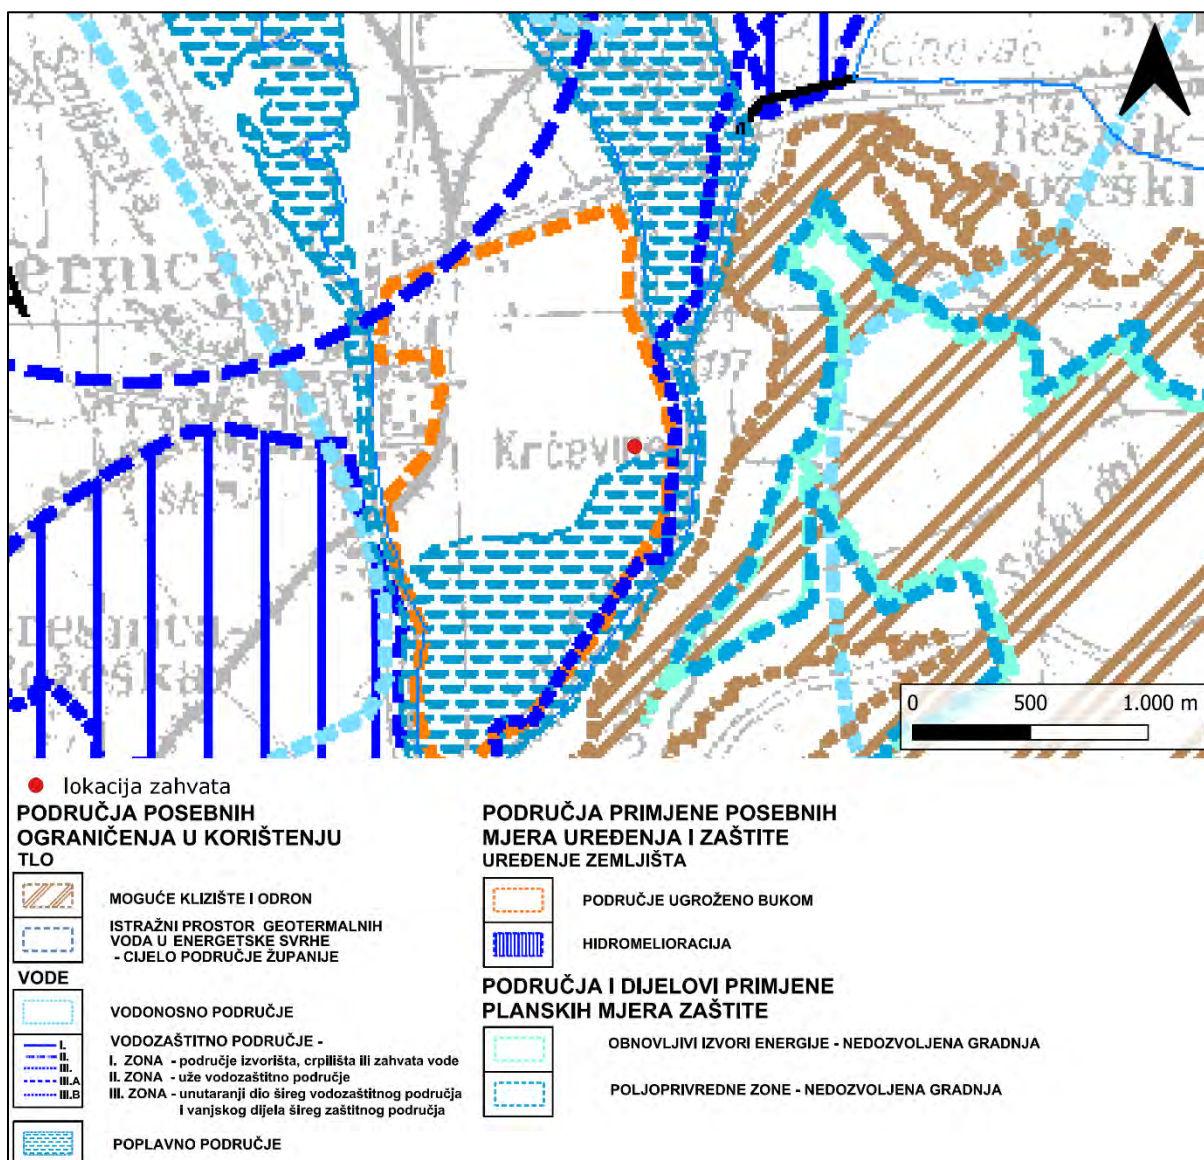 Krčevine
0 500 1.000 m
lokacija zahvata
PODRUČJA POSEBNIH
OGRANIČENJA U KORIŠTENJU
TLO
MOGUĆE KLIZIŠTE I ODRON
ISTRAŽNI PROSTOR GEOTERMALNIH
VODA U ENERGETSKE SVRHE
- CIJELO PODRUČJE ŽUPANIJE
VODE
VODONOSNO PODRUČJE
I.
II.
III.
III.A
III.B
VODOZAŠTITNO PODRUČJE -
I. ZONA - područje izvorišta, crpilišta ili zahvata vode
II. ZONA - uže vodozaštitno područje
III. ZONA - unutaranji dio šireg vodozaštitnog područja
i vanjskog dijela šireg zaštitnog područja
POPLAVNO PODRUČJE
PODRUČJA PRIMJENE POSEBNIH
MJERA UREĐENJA I ZAŠTITE
UREĐENJE ZEMLJIŠTA
PODRUČJE UGROŽENO BUKOM
HIDROMELIORACIJA
PODRUČJA I DIJELOVI PRIMJENE
PLANSKIH MJERA ZAŠTITE
OBNOVLJIVI IZVORI ENERGIJE - NEDOZVOLJENA GRADNJA
POLJOPRIVREDNE ZONE - NEDOZVOLJENA GRADNJA